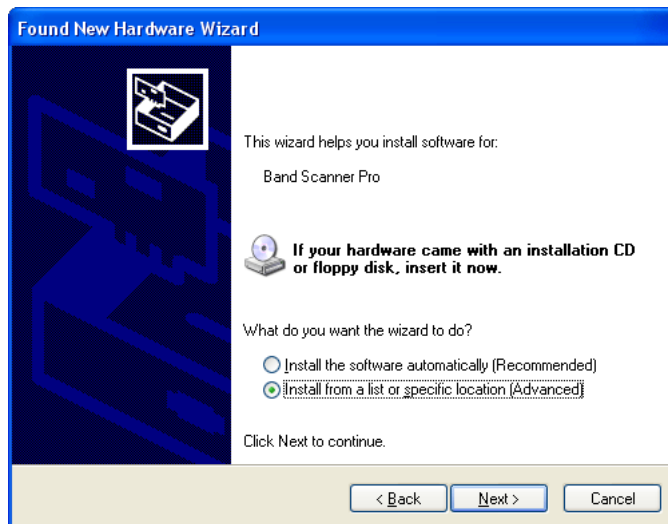 Found New Hardware Wizard
This wizard helps you install software for:
Band Scanner Pro
If your hardware came with an installation CD
or floppy disk, insert it now.
What do you want the wizard to do?
Install the software automatically (Recommended)
Install from a list or specific location (Advanced)
Click Next to continue.
< Back Next > Cancel